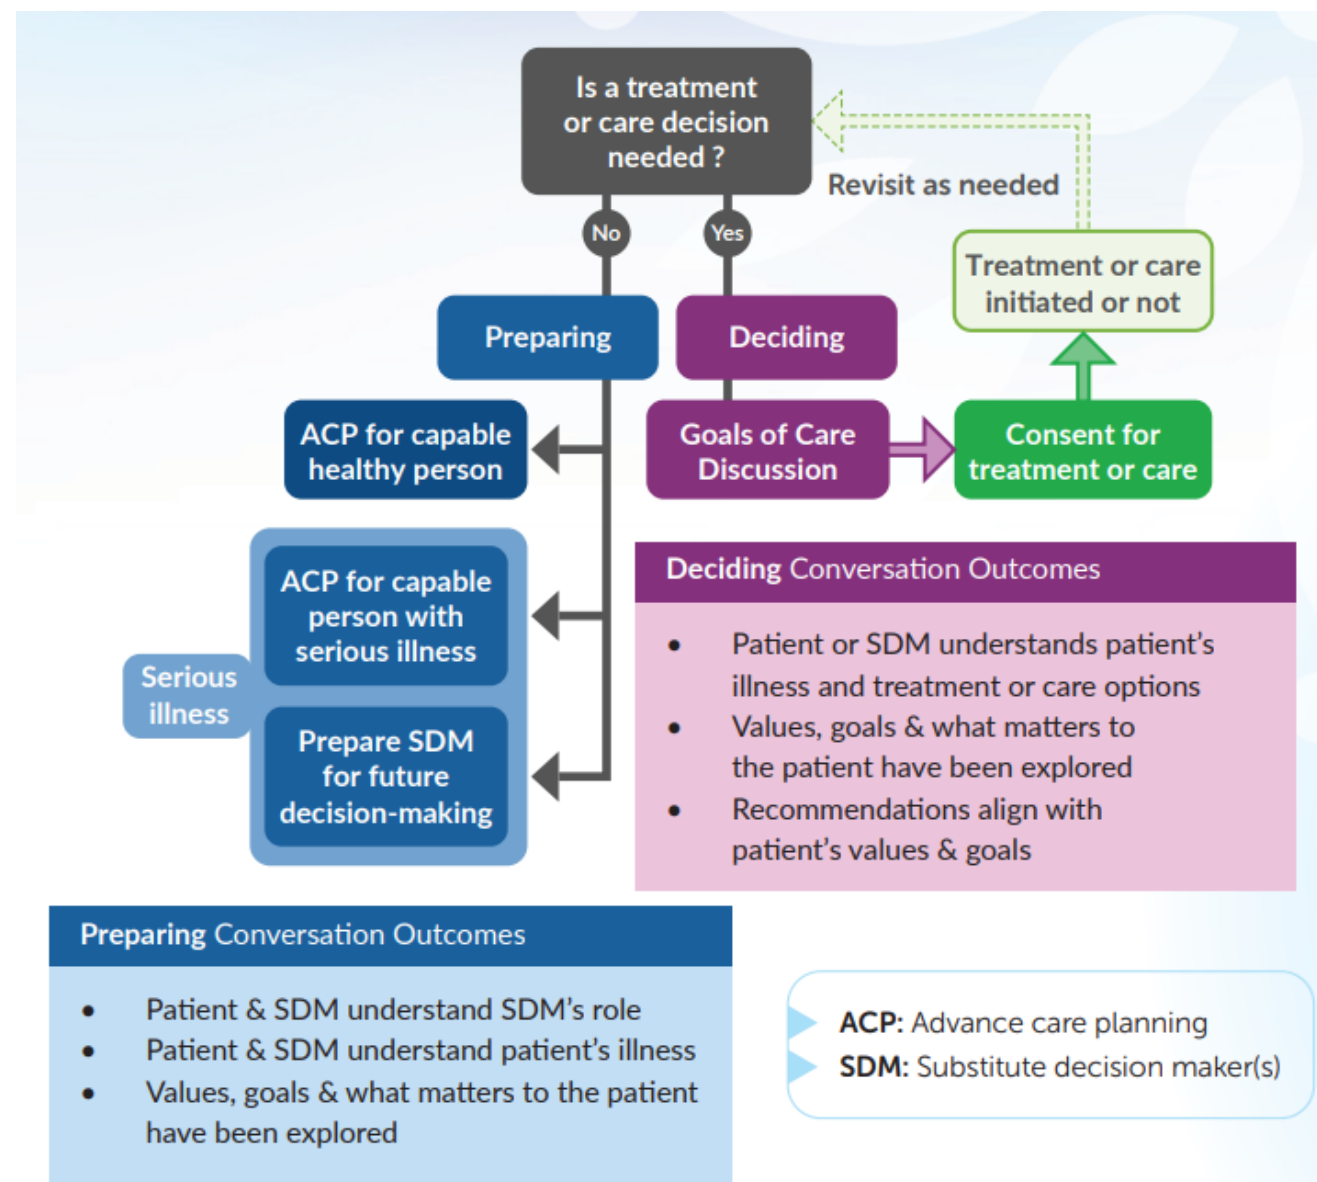 Is a treatment
or care decision
needed ?
Revisit as needed
No
Yes
Treatment or care
initiated or not
Preparing
Deciding
ACP for capable
healthy person
Goals of Care
Discussion
Consent for
treatment or care
ACP for capable
person with
serious illness
Serious
illness
Prepare SDM
for future
decision-making
Deciding Conversation Outcomes
• Patient or SDM understands patient’s
illness and treatment or care options
• Values, goals & what matters to
the patient have been explored
• Recommendations align with
patient’s values & goals
Preparing Conversation Outcomes
• Patient & SDM understand SDM’s role
• Patient & SDM understand patient’s illness
• Values, goals & what matters to the patient
have been explored
ACP: Advance care planning
SDM: Substitute decision maker(s)